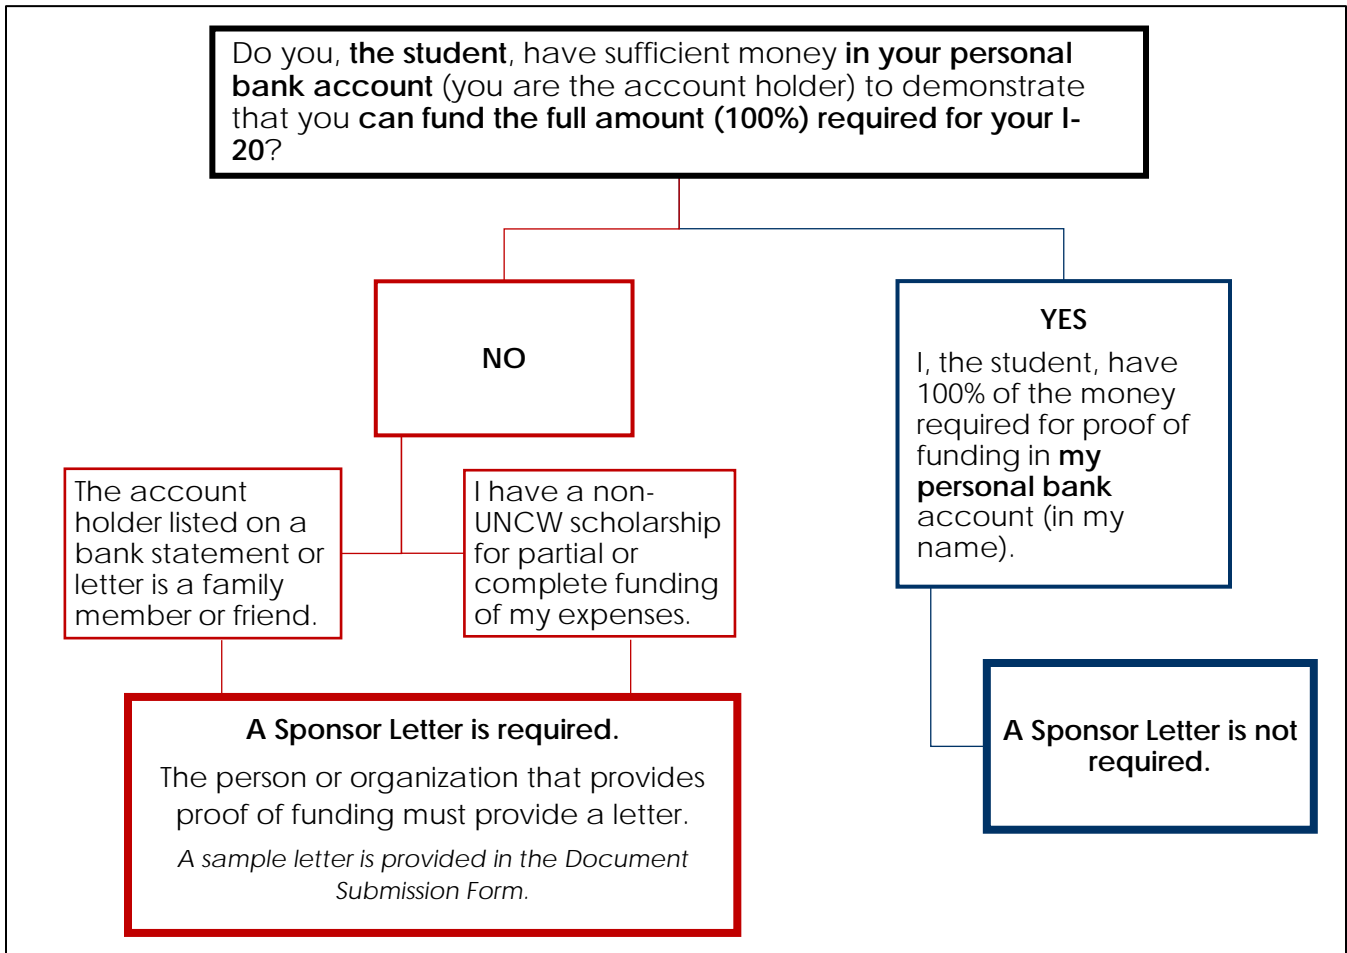 Do you, the student, have sufficient money in your personal
bank account (you are the account holder) to demonstrate
that you can fund the full amount (100%) required for your I-
20?
NO
YES
I, the student, have
100% of the money
required for proof of
funding in my
personal bank
account (in my
name).
The account
holder listed on a
bank statement or
letter is a family
member or friend.
I have a non-
UNCW scholarship
for partial or
complete funding
of my expenses.
A Sponsor Letter is required.
The person or organization that provides
proof of funding must provide a letter.
A sample letter is provided in the Document
Submission Form.
A Sponsor Letter is not
required.